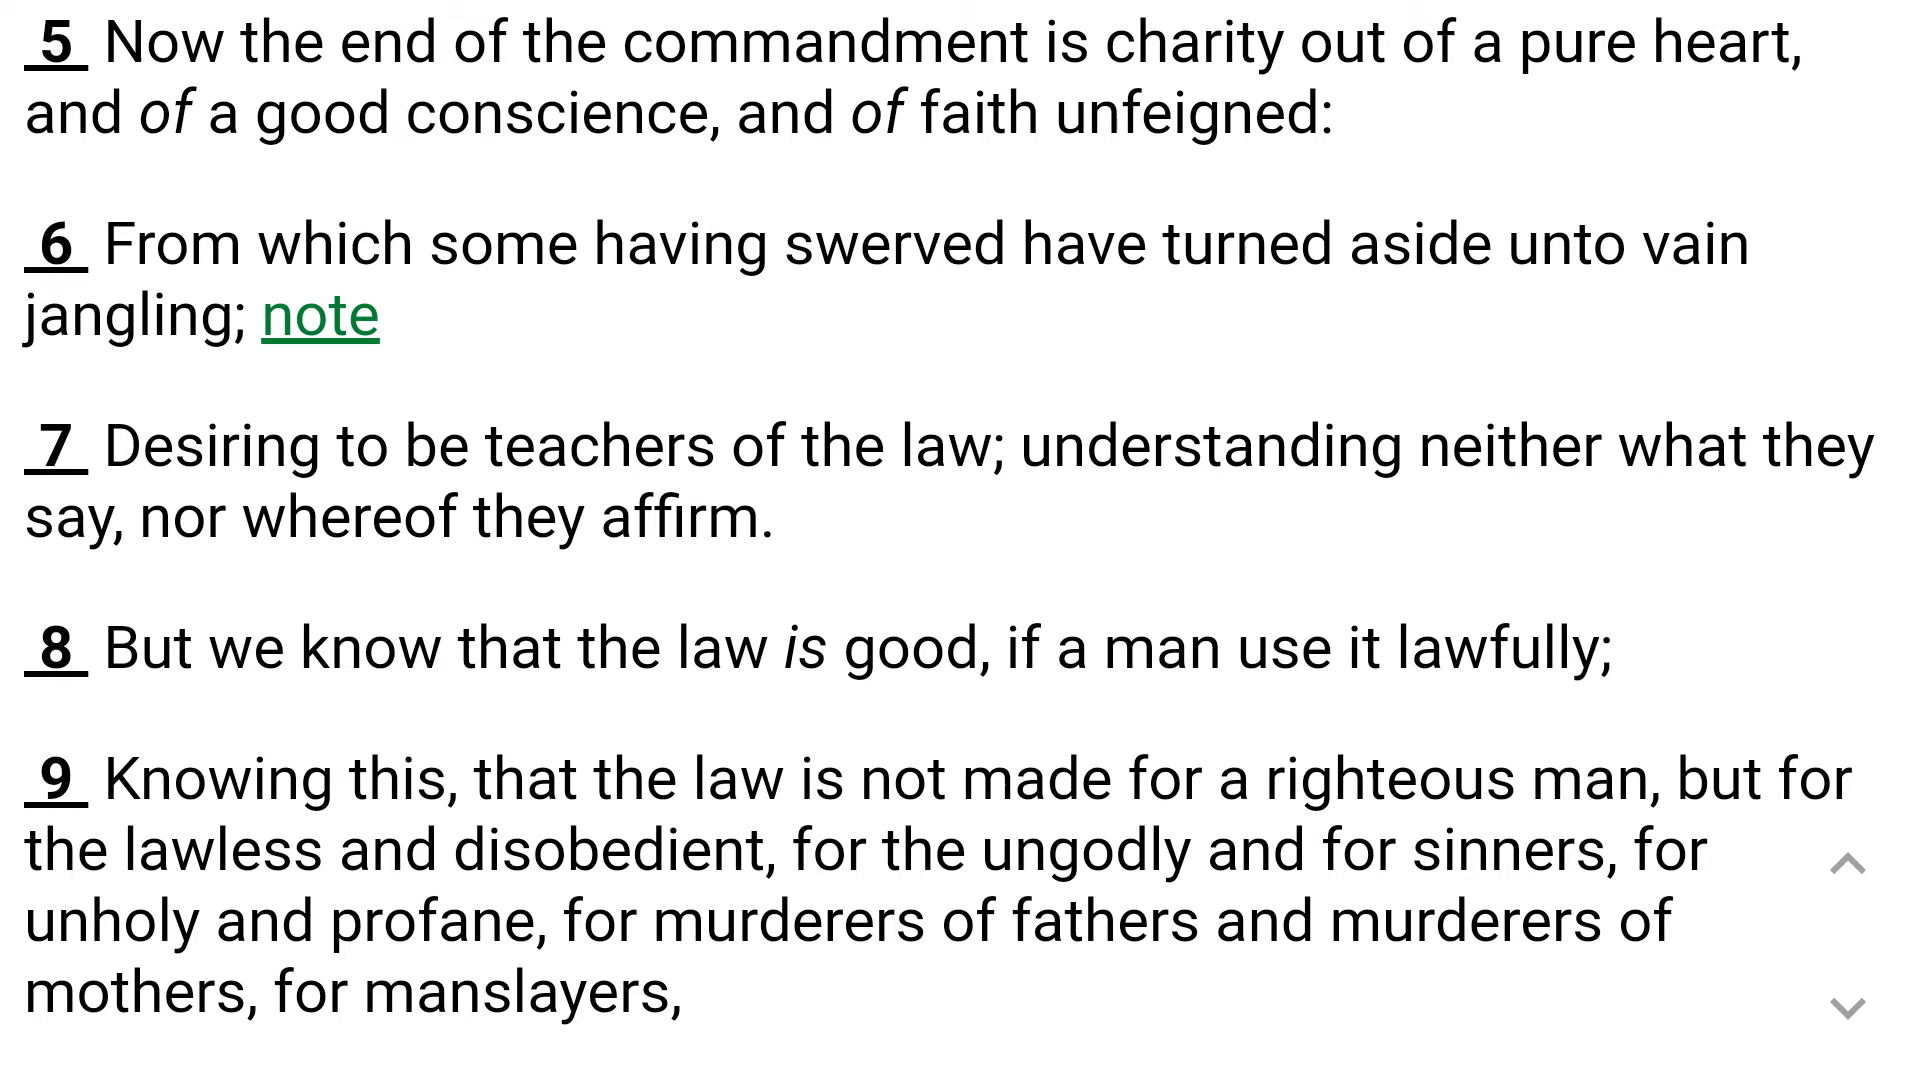 5 Now the end of the commandment is charity out of a pure heart,
and of a good conscience, and of faith unfeigned:
6 From which some having swerved have turned aside unto vain
jangling; note
7 Desiring to be teachers of the law; understanding neither what they
say, nor whereof they affirm.
8 But we know that the law is good, if a man use it lawfully;
9 Knowing this, that the law is not made for a righteous man, but for
the lawless and disobedient, for the ungodly and for sinners, for
unholy and profane, for murderers of fathers and murderers of
mothers, for manslayers,